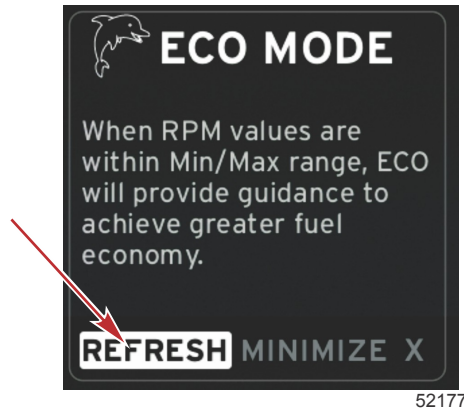 ECO MODE
When RPM values are
within Min/Max range, ECO
will provide guidance to
achieve greater fuel
economy.
REFRESH MINIMIZE X
52177